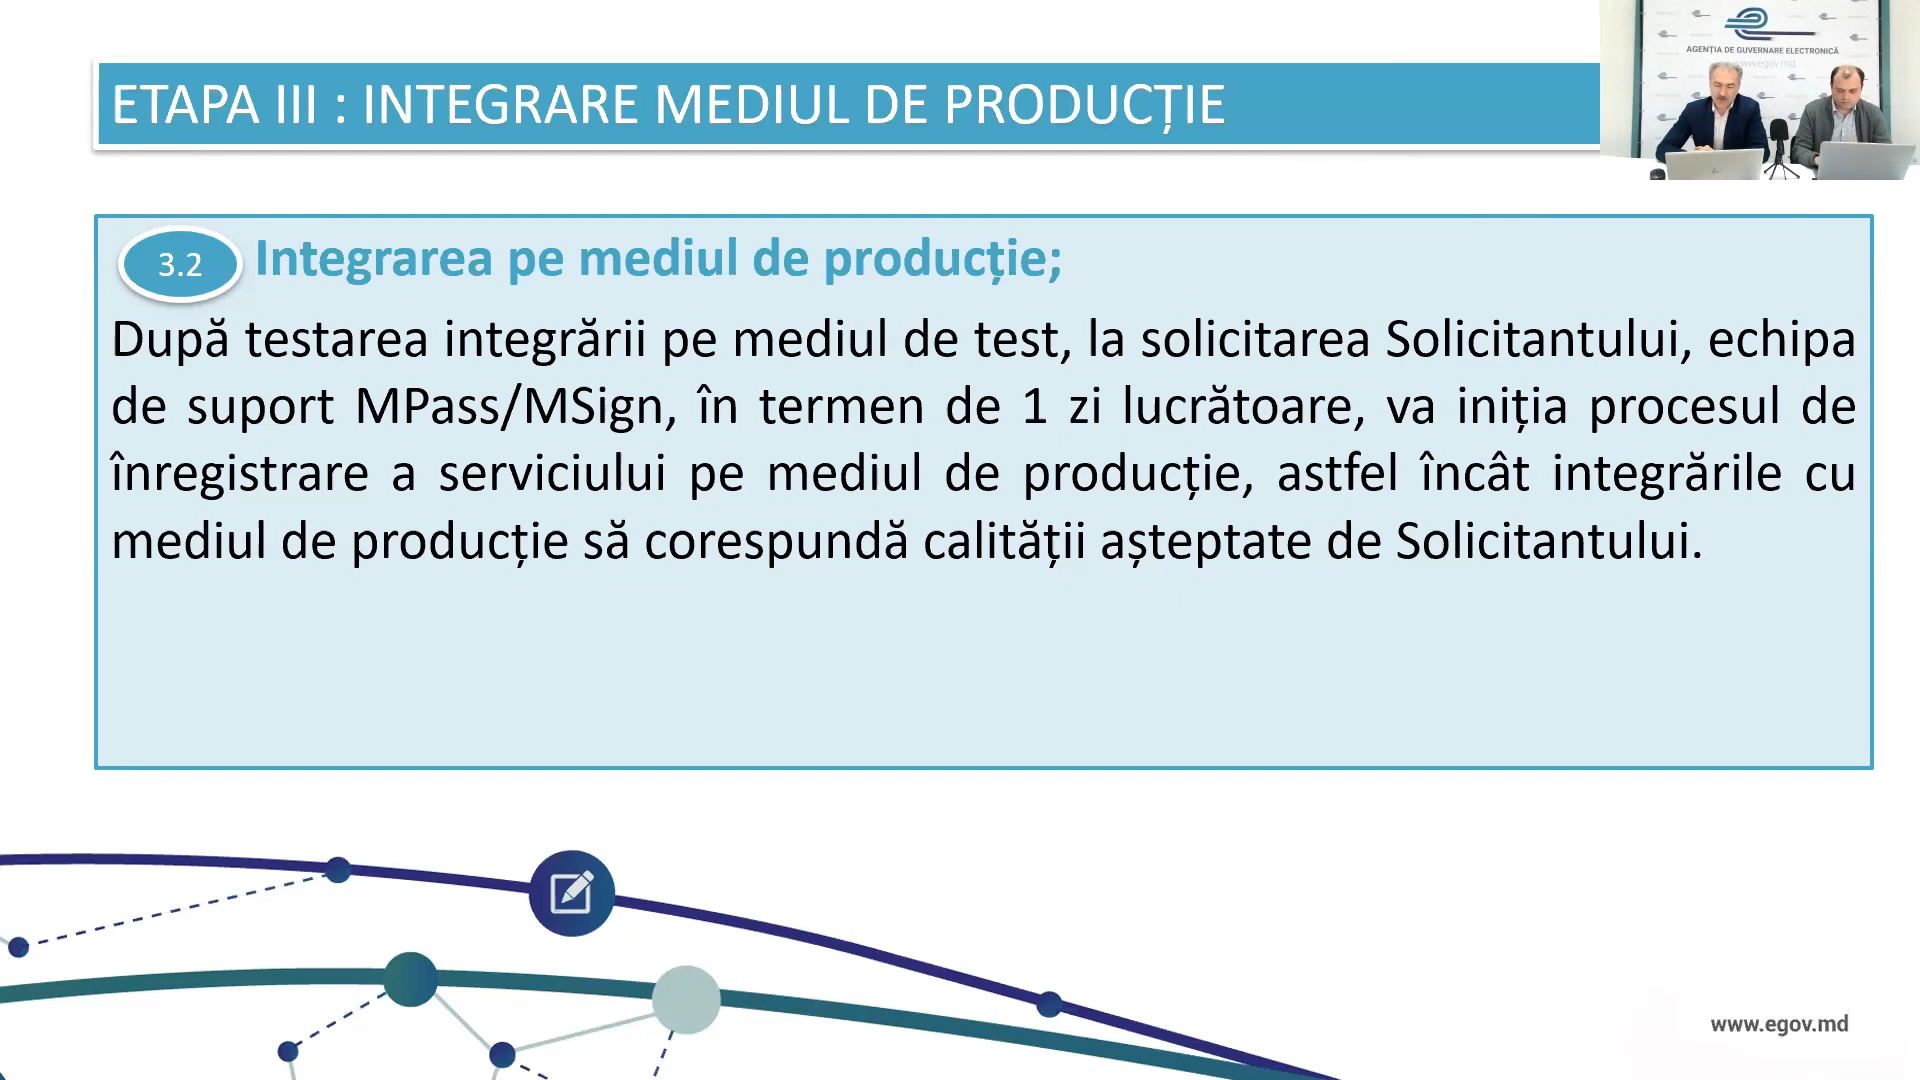 ETAPA III : INTEGRARE MEDIUL DE PRODUCȚIE
AGENȚIA DE GUVERNARE ELECTRONICĂ
www.egov.md
3.2 Integrarea pe mediul de producție;
După testarea integrării pe mediul de test, la solicitarea Solicitantului, echipa
de suport MPass/MSign, în termen de 1 zi lucrătoare, va iniția procesul de
înregistrare a serviciului pe mediul de producție, astfel încât integrările cu
mediul de producție să corespundă calității așteptate de Solicitantului.
www.egov.md